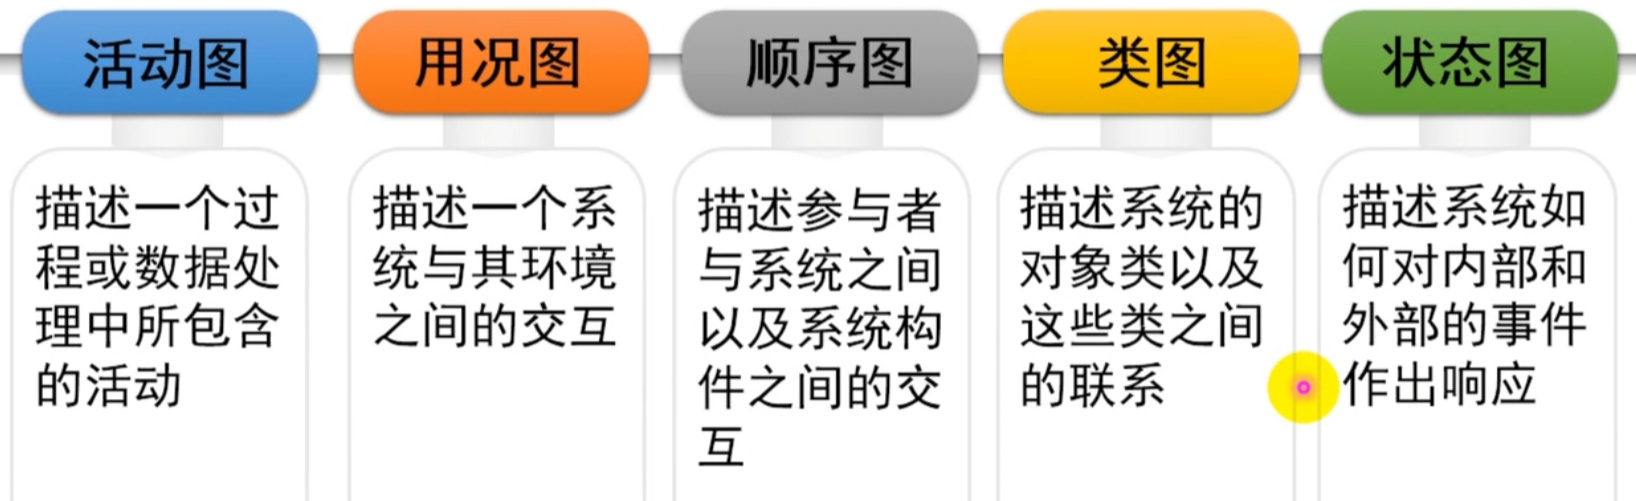 活动图
用况图
顺序图
类图
状态图
描述一个过
程或数据处
理中所包含
的活动
描述一个系
统与其环境
之间的交互
描述参与者
与系统之间
以及系统构
件之间的交
互
描述系统的
对象类以及
这些类之间
的联系
描述系统如
何对内部和
外部的事件
作出响应